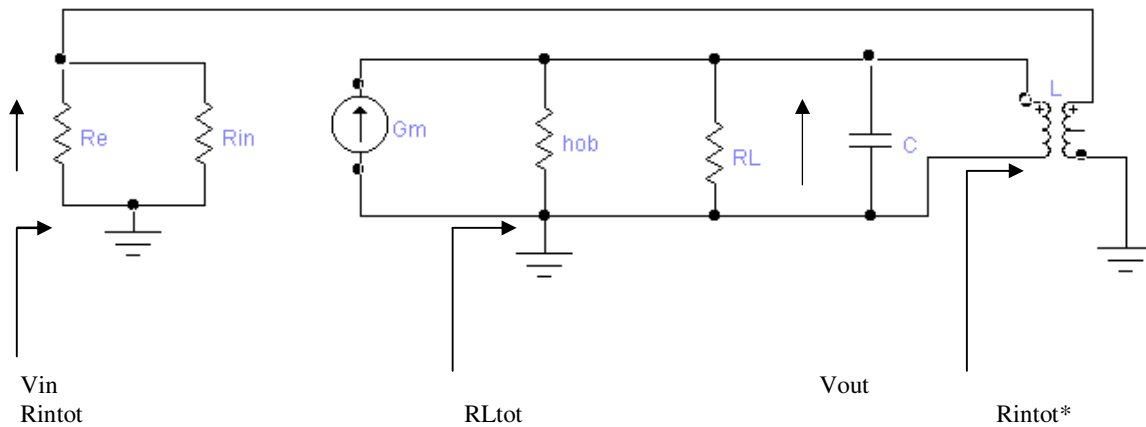 L
Re
Rin
Gm
hob
RL
C
+
+
Vin
Vout
Rintot
RLtot
Rintot*